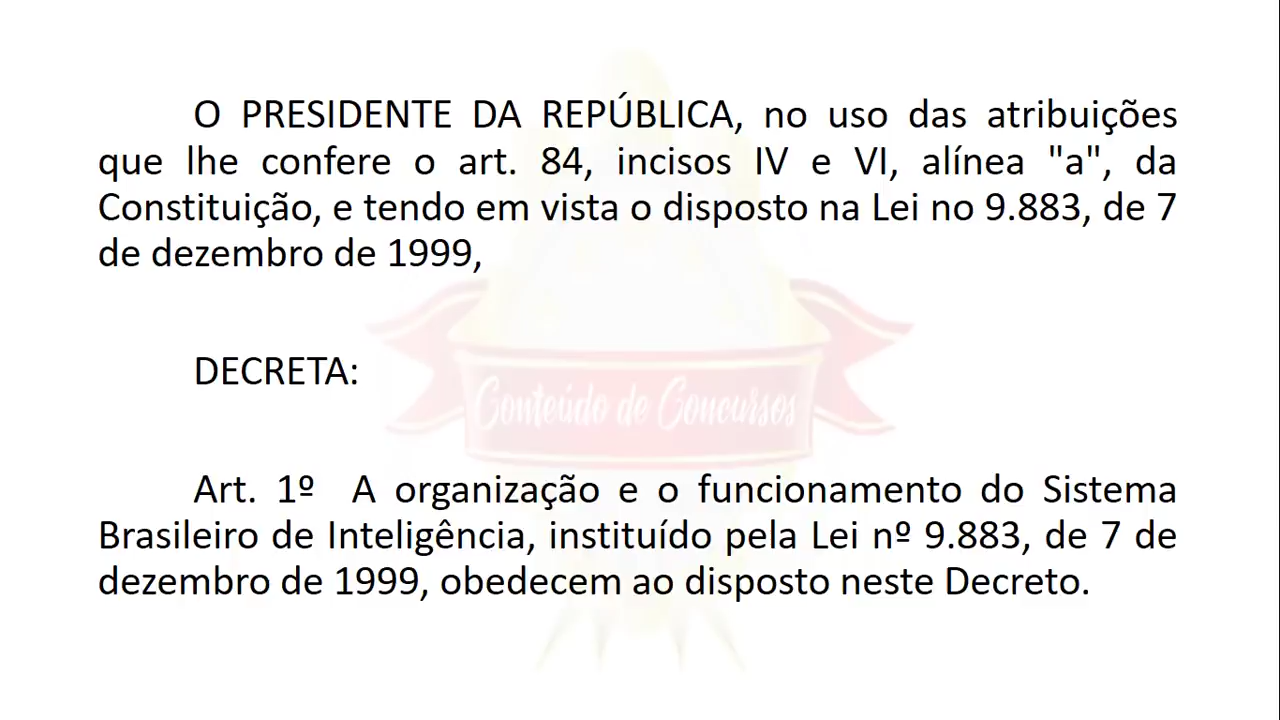 O PRESIDENTE DA REPÚBLICA, no uso das atribuições
que lhe confere o art. 84, incisos IV e VI, alínea "a", da
Constituição, e tendo em vista o disposto na Lei no 9.883, de 7
de dezembro de 1999,
DECRETA:
Conteúdo de Concursos
Art. 1º A organização e o funcionamento do Sistema
Brasileiro de Inteligência, instituído pela Lei nº 9.883, de 7 de
dezembro de 1999, obedecem ao disposto neste Decreto.